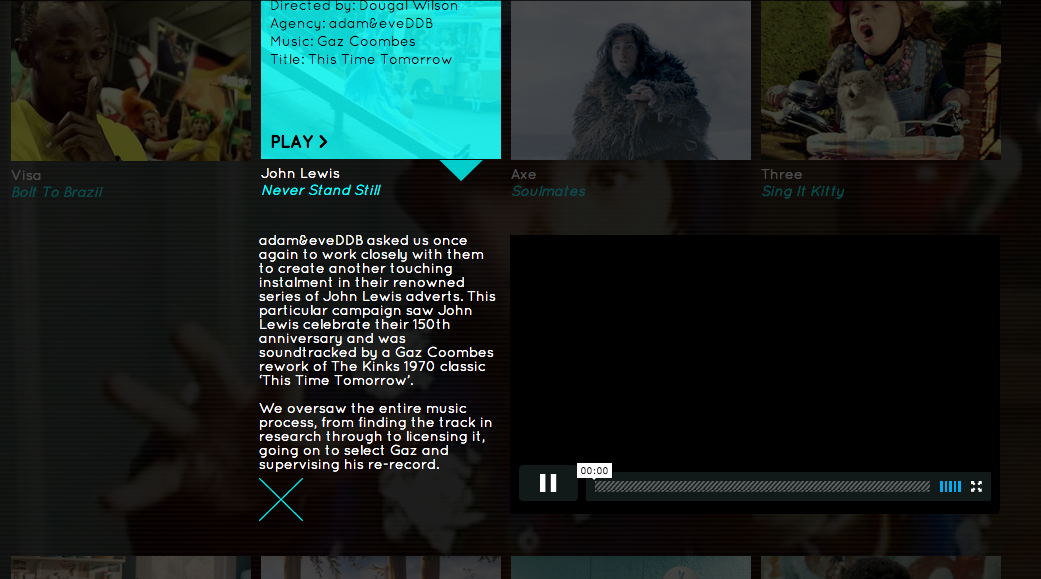 Directed by: Dougal Wilson
Agency: adam&eveDDB
Music: Gaz Coombes
Title: This Time Tomorrow
PLAY >
Visa
Bolt To Brazil
John Lewis
Never Stand Still
Axe
Soulmates
Three
Sing It Kitty
adam&eveDDB asked us once
again to work closely with them
to create another touching
instalment in their renowned
series of John Lewis adverts. This
particular campaign saw John
Lewis celebrate their 150th
anniversary and was
soundtracked by a Gaz Coombes
rework of The Kinks 1970 classic
‘This Time Tomorrow’.
We oversaw the entire music
process, from finding the track in
research through to licensing it,
going on to select Gaz and
supervising his re-record.
00:00